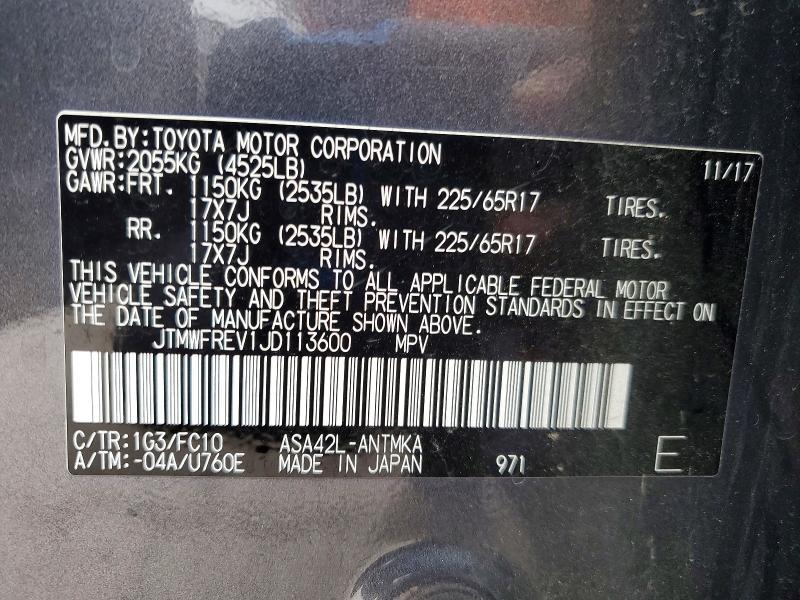 MFD.BY:TOYOTA MOTOR CORPORATION 11/17
GVWR:2055KG (4525LB)
GAWR:FRT. 1150KG (2535LB) WITH 225/65R17 TIRES.
17X7J RIMS.
RR. 1150KG (2535LB) WITH 225/65R17 TIRES.
17X7J RIMS.
THIS VEHICLE CONFORMS TO ALL APPLICABLE FEDERAL MOTOR
VEHICLE SAFETY AND THEFT PREVENTION STANDARDS IN EFFECT ON
THE DATE OF MANUFACTURE SHOWN ABOVE.
JTMWFREV1JD113600 MPV
C/TR:1G3/FC10 ASA42L-ANTMKA
A/TM:-04A/U760E MADE IN JAPAN 971 E